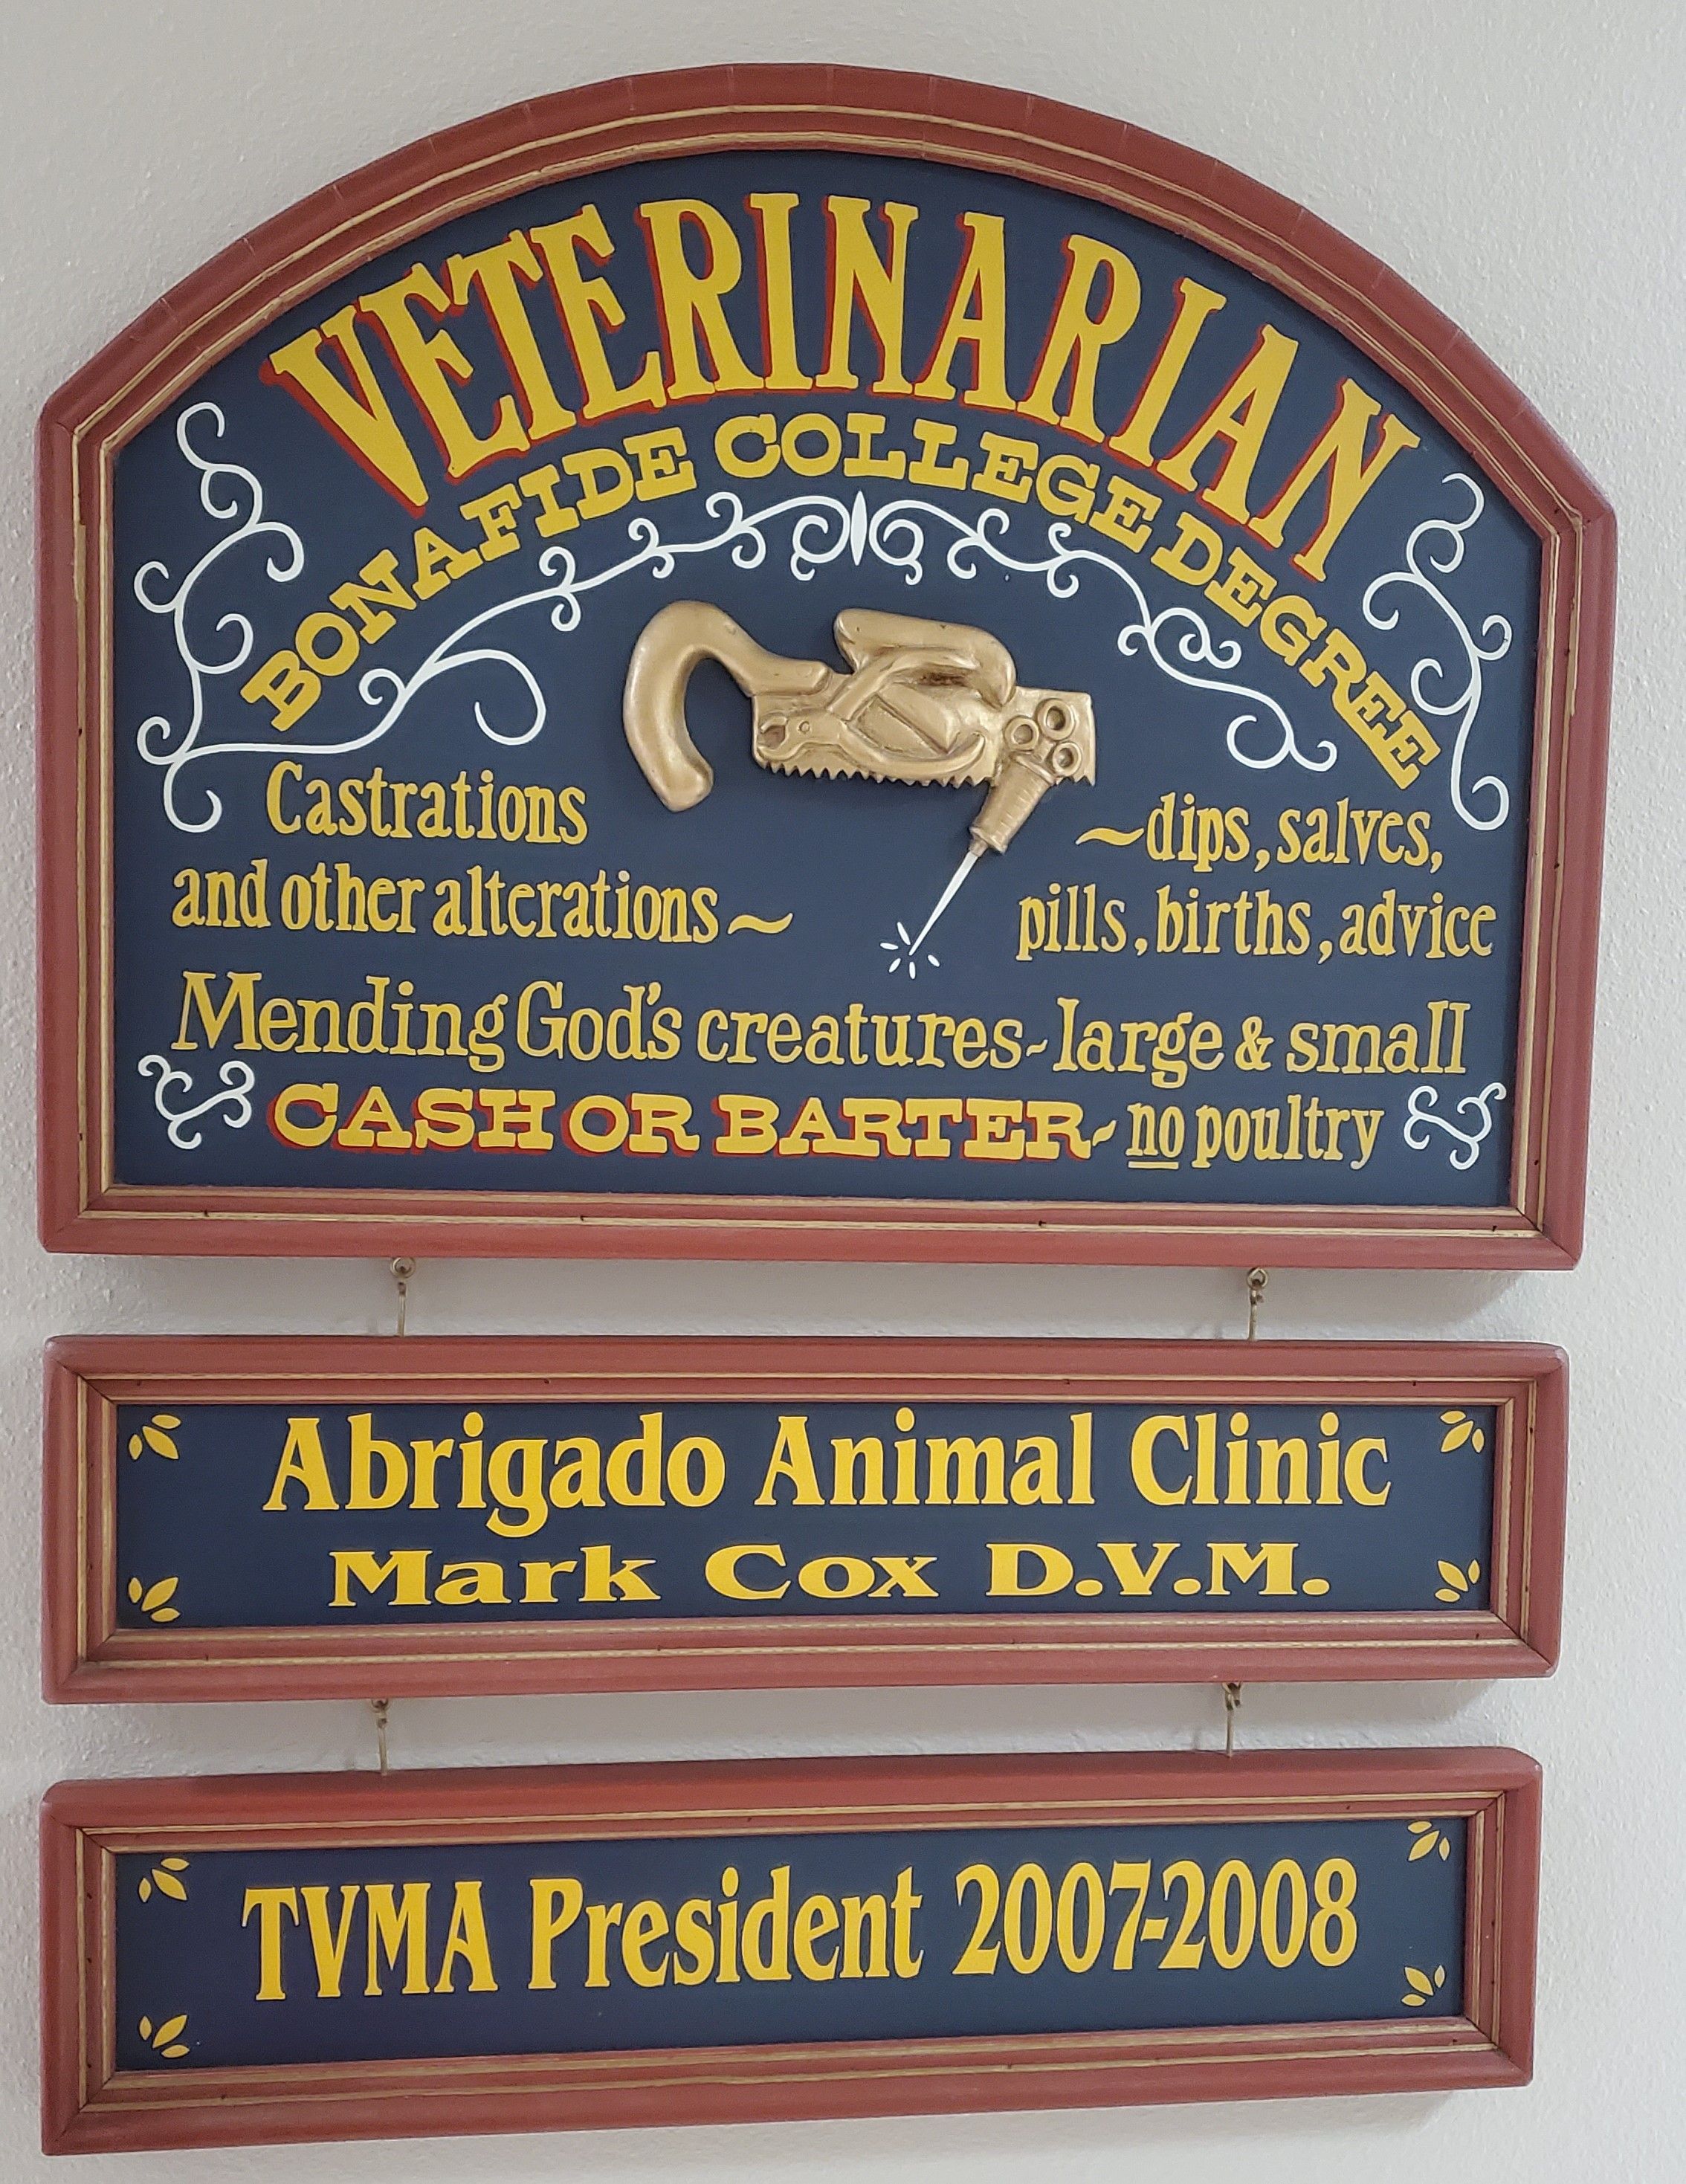 VETERINARIAN
BONAFIDE COLLEGE DEGREE
Castrations
and other alterations~
~dips, salves,
pills, births, advice
Mending God's creatures-large & small
CASH OR BARTER-no poultry
Abrigado Animal Clinic
Mark Cox D.V.M.
TVMA President 2007-2008